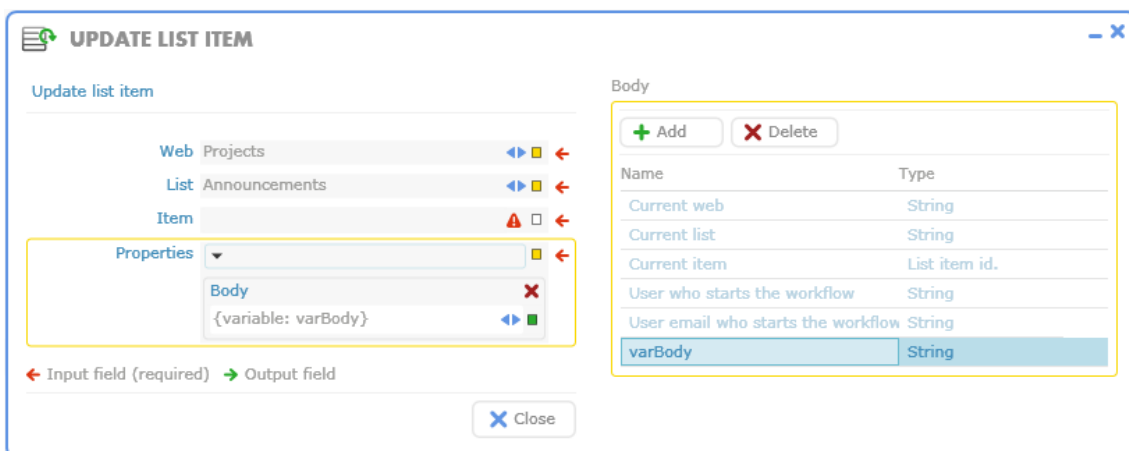 UPDATE LIST ITEM
Update list item
Web Projects
List Announcements
Item
Properties
Body
{variable: varBody}
Input field (required) Output field
Close
Body
Add Delete
Name Type
Current web String
Current list String
Current item List item id.
User who starts the workflow String
User email who starts the workflow String
varBody String